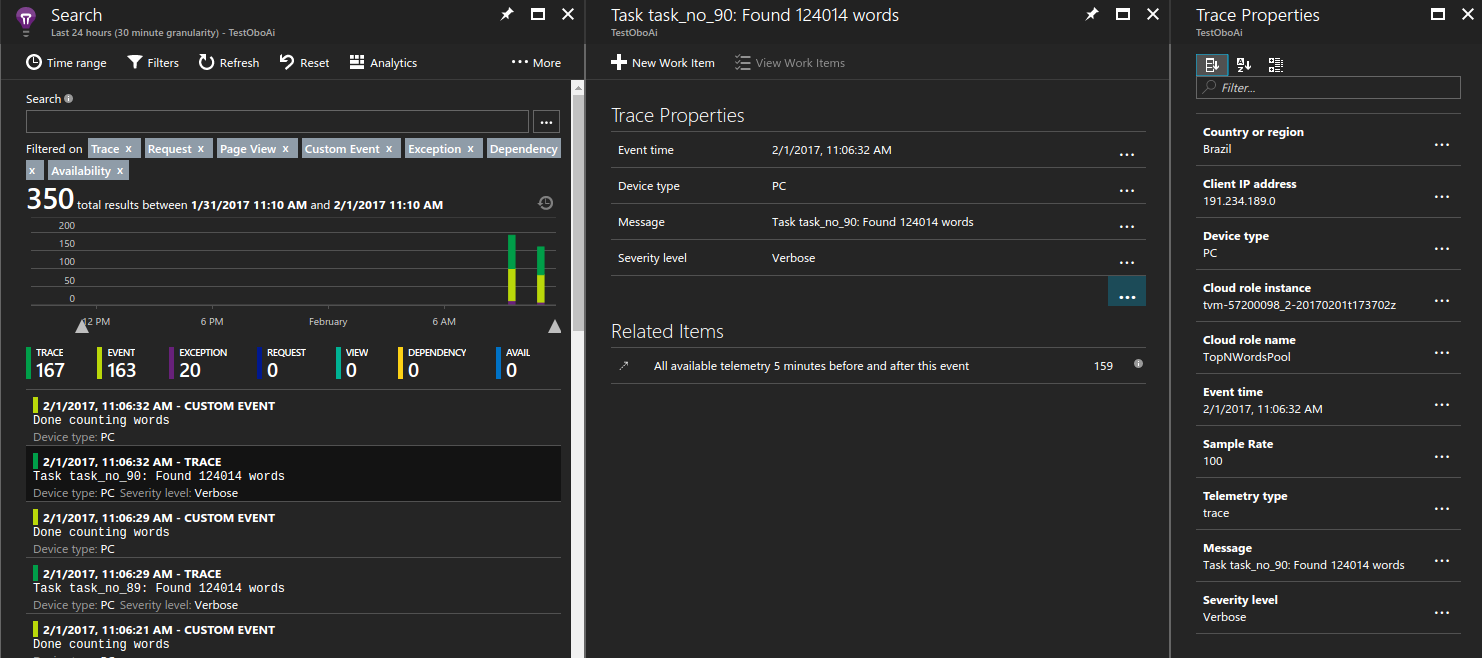 Search
Last 24 hours (30 minute granularity) - TestOboAi
Time range Filters Refresh Reset Analytics ... More
Search
...
Filtered on Trace x Request x Page View x Custom Event x Exception x Dependency
x Availability x
350 total results between 1/31/2017 11:10 AM and 2/1/2017 11:10 AM
200
150
100
50
0
12 PM 6 PM February 6 AM
TRACE EVENT EXCEPTION REQUEST VIEW DEPENDENCY AVAIL
167 163 20 0 0 0 0
2/1/2017, 11:06:32 AM - CUSTOM EVENT
Done counting words
Device type: PC
2/1/2017, 11:06:32 AM - TRACE
Task task_no_90: Found 124014 words
Device type: PC Severity level: Verbose
2/1/2017, 11:06:29 AM - CUSTOM EVENT
Done counting words
Device type: PC
2/1/2017, 11:06:29 AM - TRACE
Task task_no_89: Found 124014 words
Device type: PC Severity level: Verbose
2/1/2017, 11:06:21 AM - CUSTOM EVENT
Done counting words
Task task_no_90: Found 124014 words
TestOboAi
New Work Item View Work Items
Trace Properties
Event time 2/1/2017, 11:06:32 AM ...
Device type PC ...
Message Task task_no_90: Found 124014 words ...
Severity level Verbose ...
...
Related Items
All available telemetry 5 minutes before and after this event 159
Trace Properties
TestOboAi
Filter...
Country or region
Brazil ...
Client IP address
191.234.189.0 ...
Device type
PC ...
Cloud role instance
tvm-57200098_2-20170201t173702z ...
Cloud role name
TopNWordsPool ...
Event time
2/1/2017, 11:06:32 AM ...
Sample Rate
100 ...
Telemetry type
trace ...
Message
Task task_no_90: Found 124014 words ...
Severity level
Verbose ...